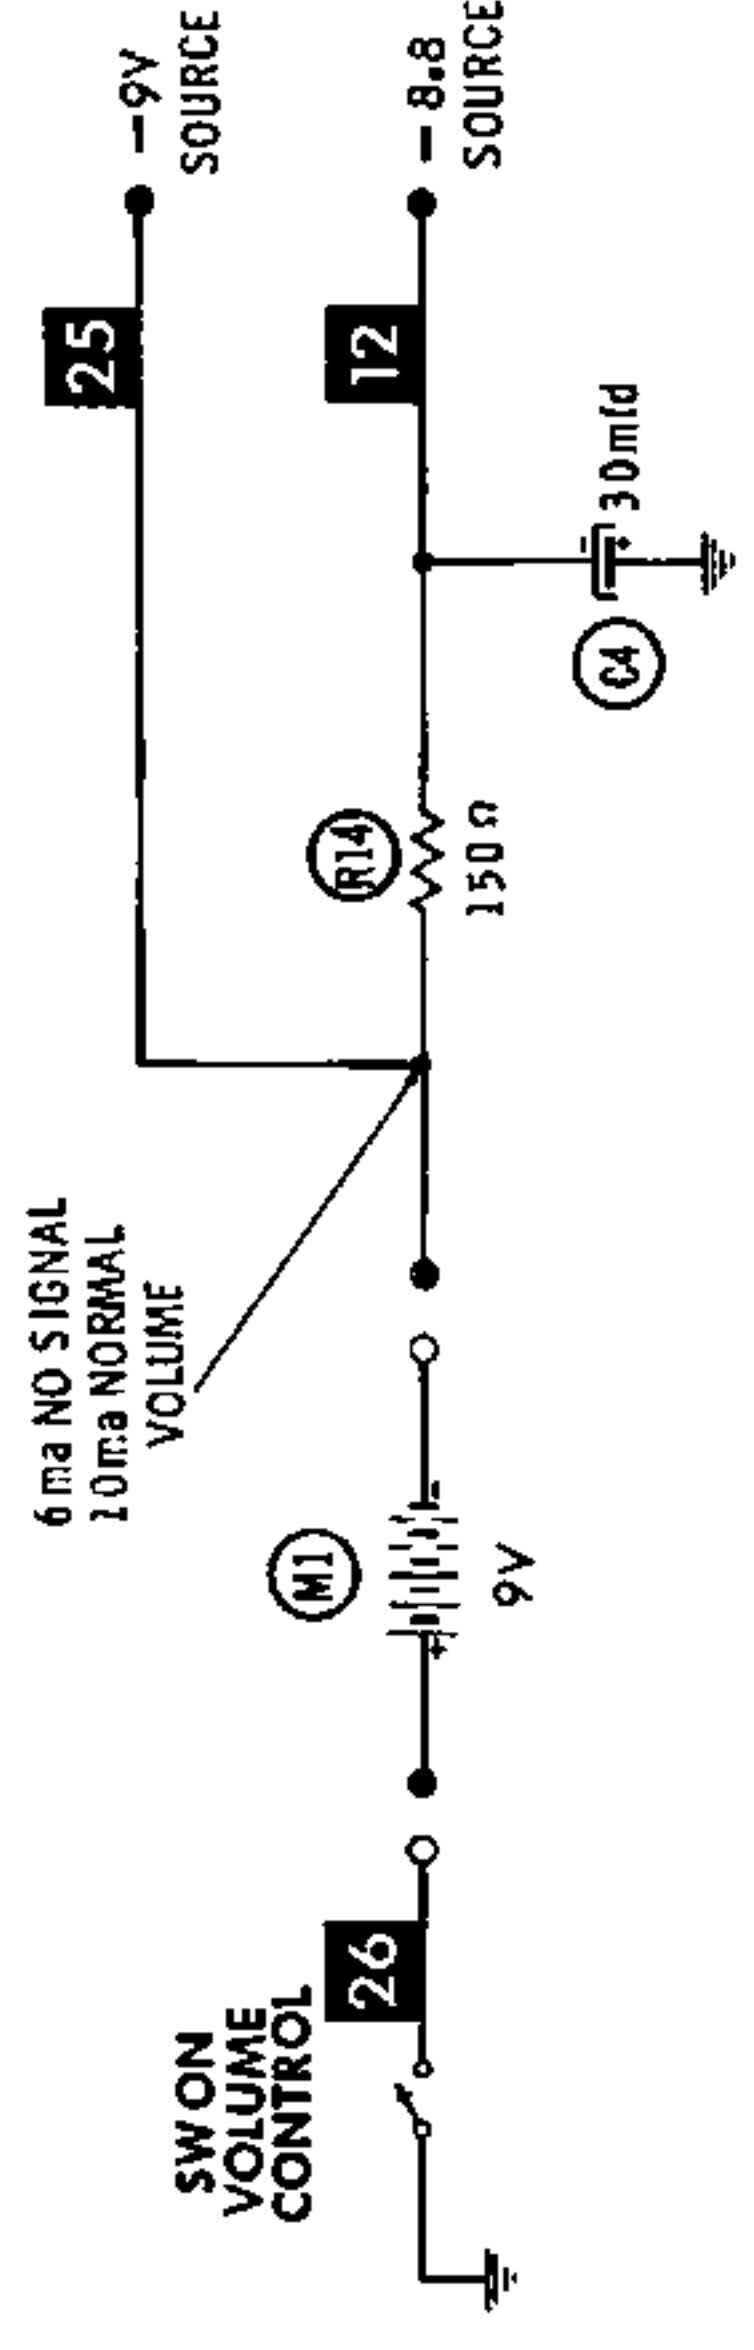 SW ON
VOLUME
CONTROL
26
M1
+
-
9V
6ma NO SIGNAL
10ma NORMAL
VOLUME
R14
150Ω
C4
-
+
30mfd
25
-9V
SOURCE
12
-8.8
SOURCE